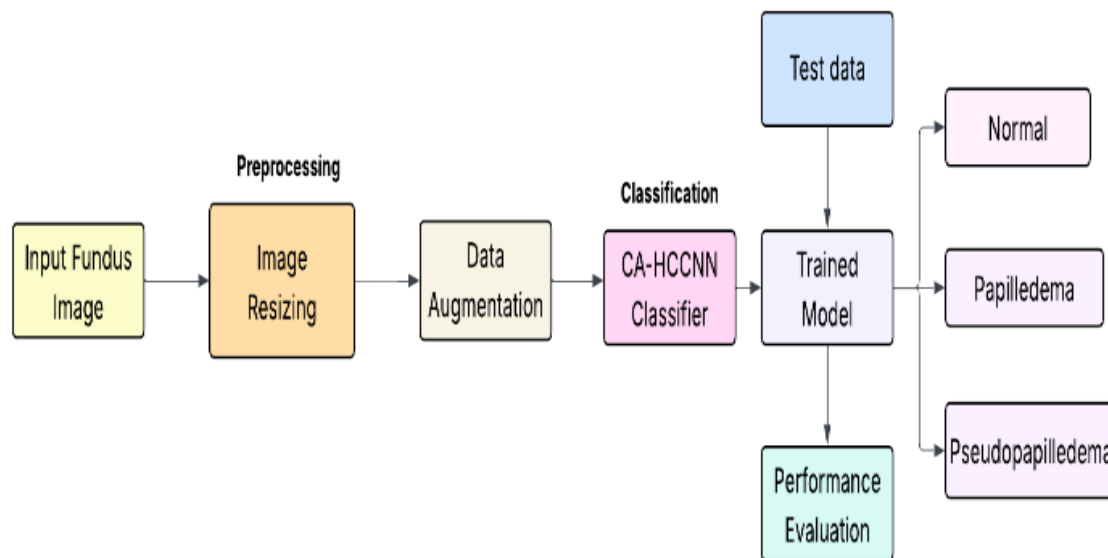 Test data
Normal
Preprocessing
Classification
Input Fundus
Image
Image
Resizing
Data
Augmentation
CA-HCCNN
Classifier
Trained
Model
Papilledema
Pseudopapilledema
Performance
Evaluation